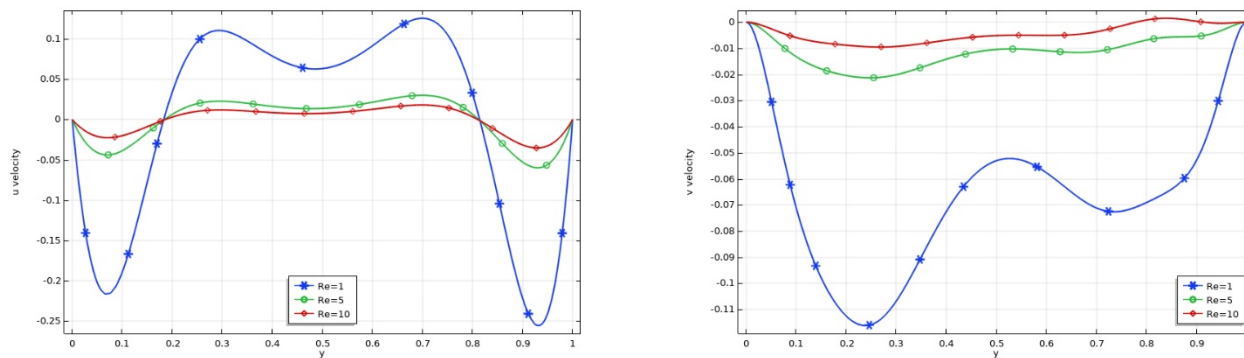 0.1
0.05
0
-0.05
-0.1
-0.15
-0.2
-0.25
u velocity
0 0.1 0.2 0.3 0.4 0.5 0.6 0.7 0.8 0.9 1
y
Re=1
Re=5
Re=10
0
-0.01
-0.02
-0.03
-0.04
-0.05
-0.06
-0.07
-0.08
-0.09
-0.1
-0.11
v velocity
0 0.1 0.2 0.3 0.4 0.5 0.6 0.7 0.8 0.9
y
Re=1
Re=5
Re=10